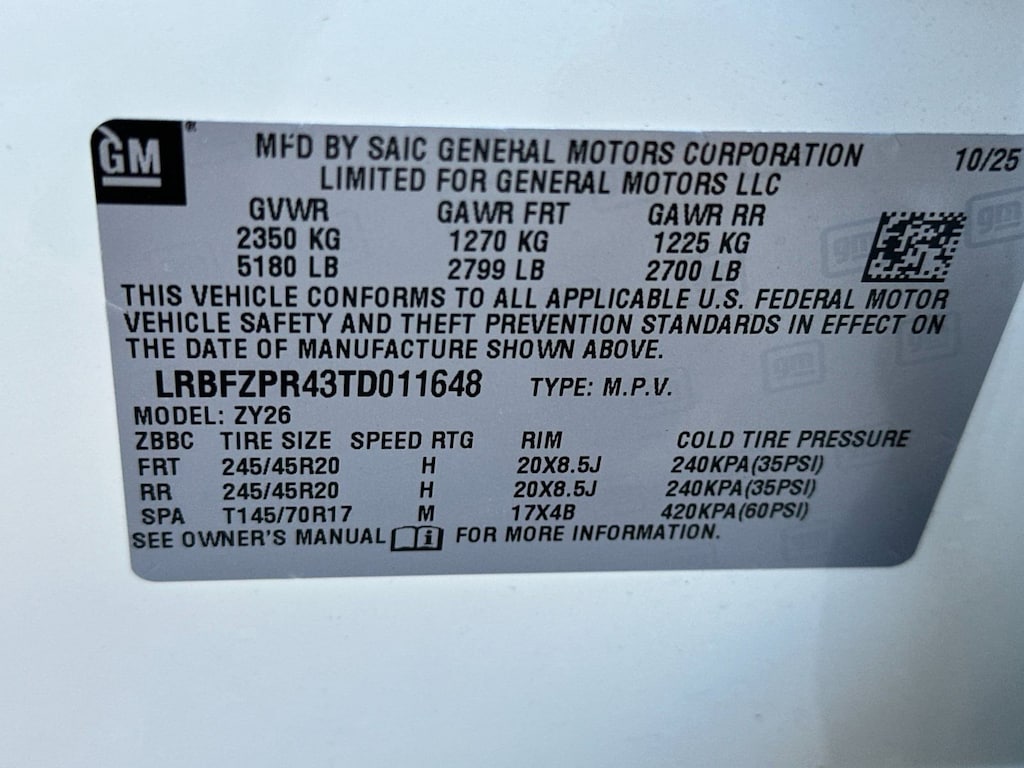 GM
MFD BY SAIC GENERAL MOTORS CORPORATION 10/25
LIMITED FOR GENERAL MOTORS LLC
GVWR GAWR FRT GAWR RR
2350 KG 1270 KG 1225 KG
5180 LB 2799 LB 2700 LB
THIS VEHICLE CONFORMS TO ALL APPLICABLE U.S. FEDERAL MOTOR
VEHICLE SAFETY AND THEFT PREVENTION STANDARDS IN EFFECT ON
THE DATE OF MANUFACTURE SHOWN ABOVE.
LRBFZPR43TD011648 TYPE: M.P.V.
MODEL: ZY26
ZBBC TIRE SIZE SPEED RTG RIM COLD TIRE PRESSURE
FRT 245/45R20 H 20X8.5J 240KPA(35PSI)
RR 245/45R20 H 20X8.5J 240KPA(35PSI)
SPA T145/70R17 M 17X4B 420KPA(60PSI)
SEE OWNER'S MANUAL i FOR MORE INFORMATION.